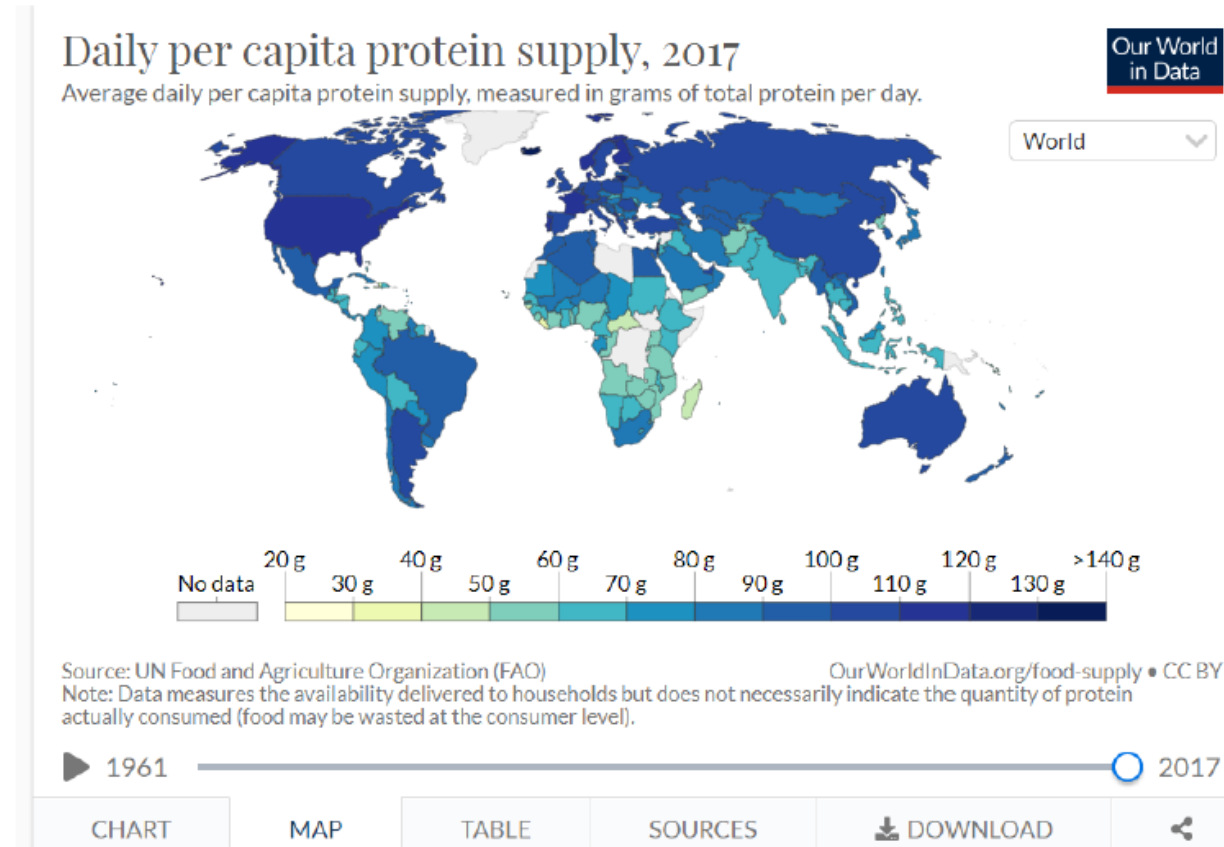 Daily per capita protein supply, 2017
Average daily per capita protein supply, measured in grams of total protein per day.
Our World
in Data
World
20 g 40 g 60 g 80 g 100 g 120 g >140 g
No data 30 g 50 g 70 g 90 g 110 g 130 g
Source: UN Food and Agriculture Organization (FAO) OurWorldInData.org/food-supply • CC BY
Note: Data measures the availability delivered to households but does not necessarily indicate the quantity of protein
actually consumed (food may be wasted at the consumer level).
1961 2017
CHART MAP TABLE SOURCES DOWNLOAD